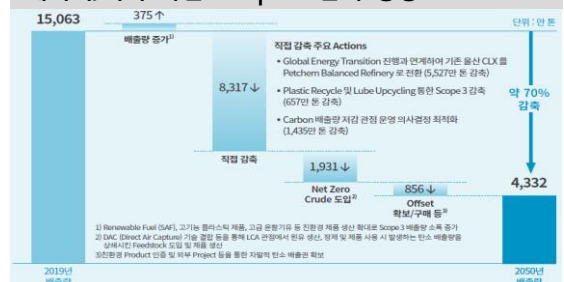 15,063
375↑
배출량 증가1)
단위 : 만 톤
직접 감축 주요 Actions
• Global Energy Transition 진행과 연계하여 기존 울산 CLX 를
Petchem Balanced Refinery 로 전환 (5,527만 톤 감축)
• Plastic Recycle 및 Lube Upcycling 통한 Scope 3 감축
(657만 톤 감축)
• Carbon 배출량 저감 관점 운영 의사결정 최적화
(1,435만 톤 감축)
8,317↓
직접 감축
약 70%
감축
1,931↓
Net Zero
Crude 도입2)
856↓
Offset
확보/구매 등3)
4,332
1) Renewable Fuel (SAF), 고기능 플라스틱 제품, 고급 윤활기유 등 친환경 제품 생산 확대로 Scope 3 배출량 소폭 증가
2) DAC (Direct Air Capture) 기술 결합 등을 통해 LCA 관점에서 원유 생산, 정제 및 제품 사용 시 발생하는 탄소 배출량을
상쇄시킨 Feedstock 도입 및 제품 생산
3)친환경 Product 인증 및 외부 Project 등을 통한 자발적 탄소 배출권 확보
2019년
배출량
2050년
배출량